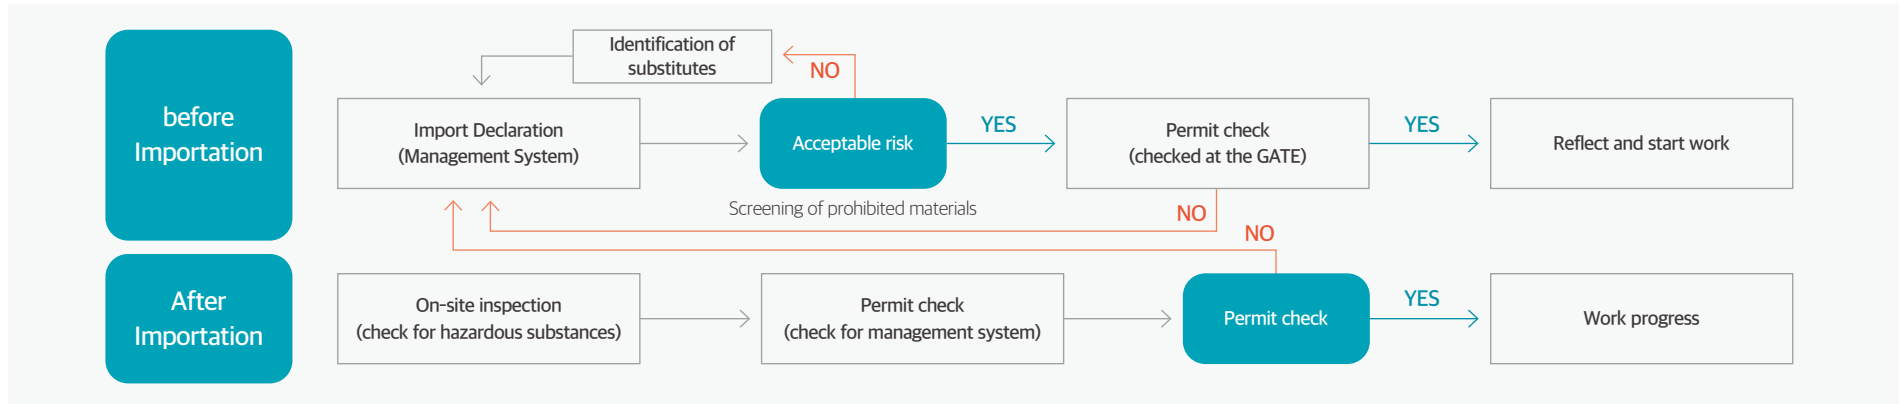 before
Importation
Identification of
substitutes
NO
Import Declaration
(Management System)
Acceptable risk
YES
Permit check
(checked at the GATE)
YES
Reflect and start work
Screening of prohibited materials
NO
NO
After
Importation
On-site inspection
(check for hazardous substances)
Permit check
(check for management system)
Permit check
YES
Work progress